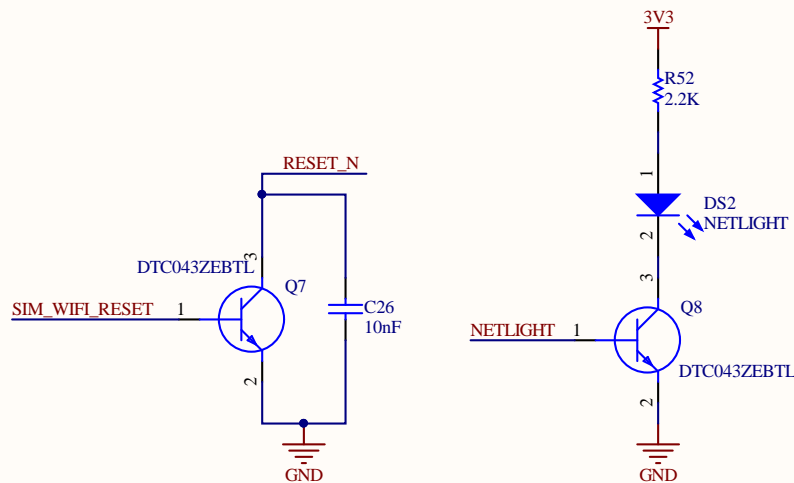 RESET_N
3
DTC043ZEBTL
Q7
SIM_WIFI_RESET
1
C26
10nF
2
GND
3V3
R52
2.2K
1
DS2
NETLIGHT
2
3
Q8
NETLIGHT
1
DTC043ZEBTL
2
GND